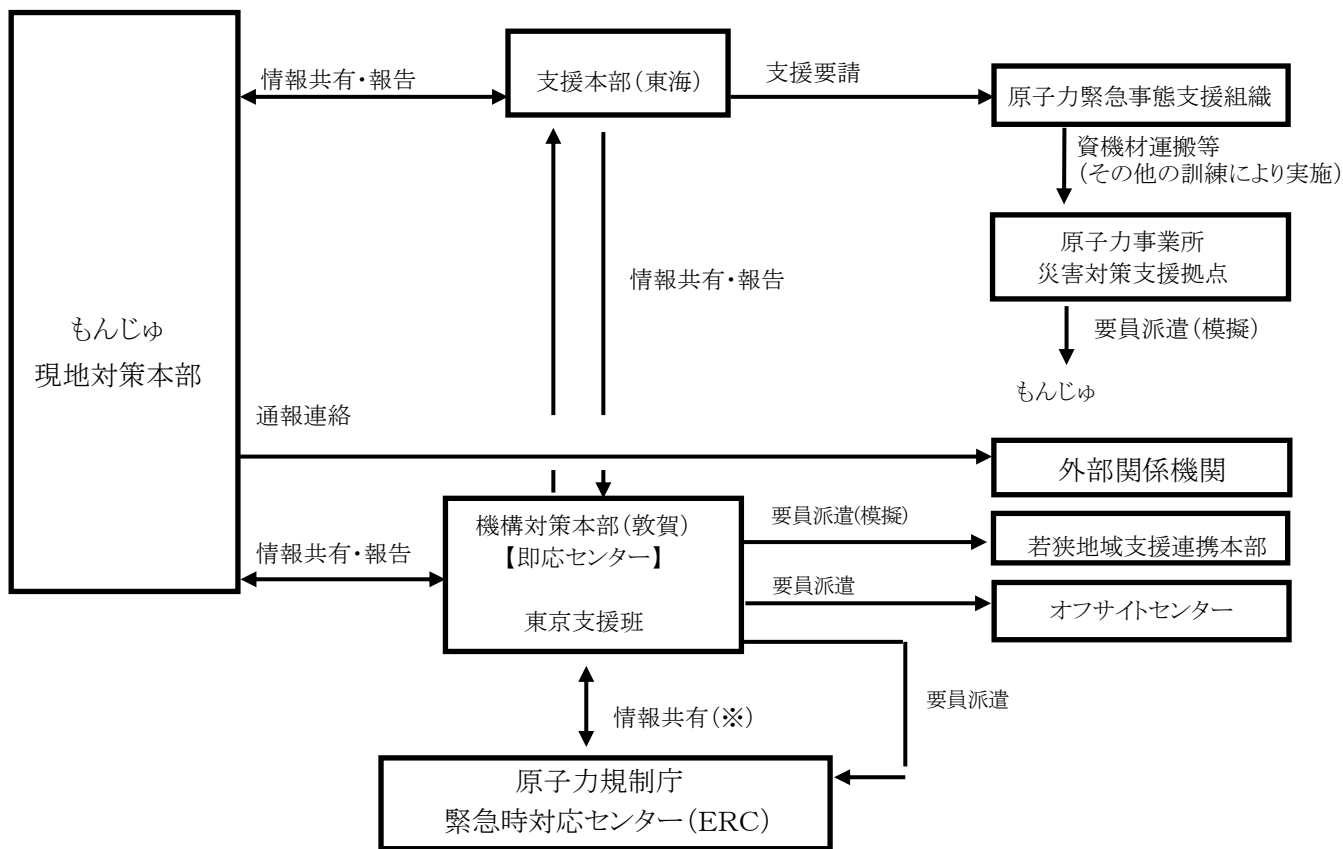 情報共有・報告
支援本部(東海)
支援要請
原子力緊急事態支援組織
資機材運搬等
(その他の訓練により実施)
原子力事業所
災害対策支援拠点
情報共有・報告
要員派遣(模擬)
もんじゅ
もんじゅ
現地対策本部
通報連絡
外部関係機関
機構対策本部(敦賀)
【即応センター】
東京支援班
要員派遣(模擬)
若狭地域支援連携本部
情報共有・報告
要員派遣
オフサイトセンター
要員派遣
情報共有(※)
原子力規制庁
緊急時対応センター(ERC)